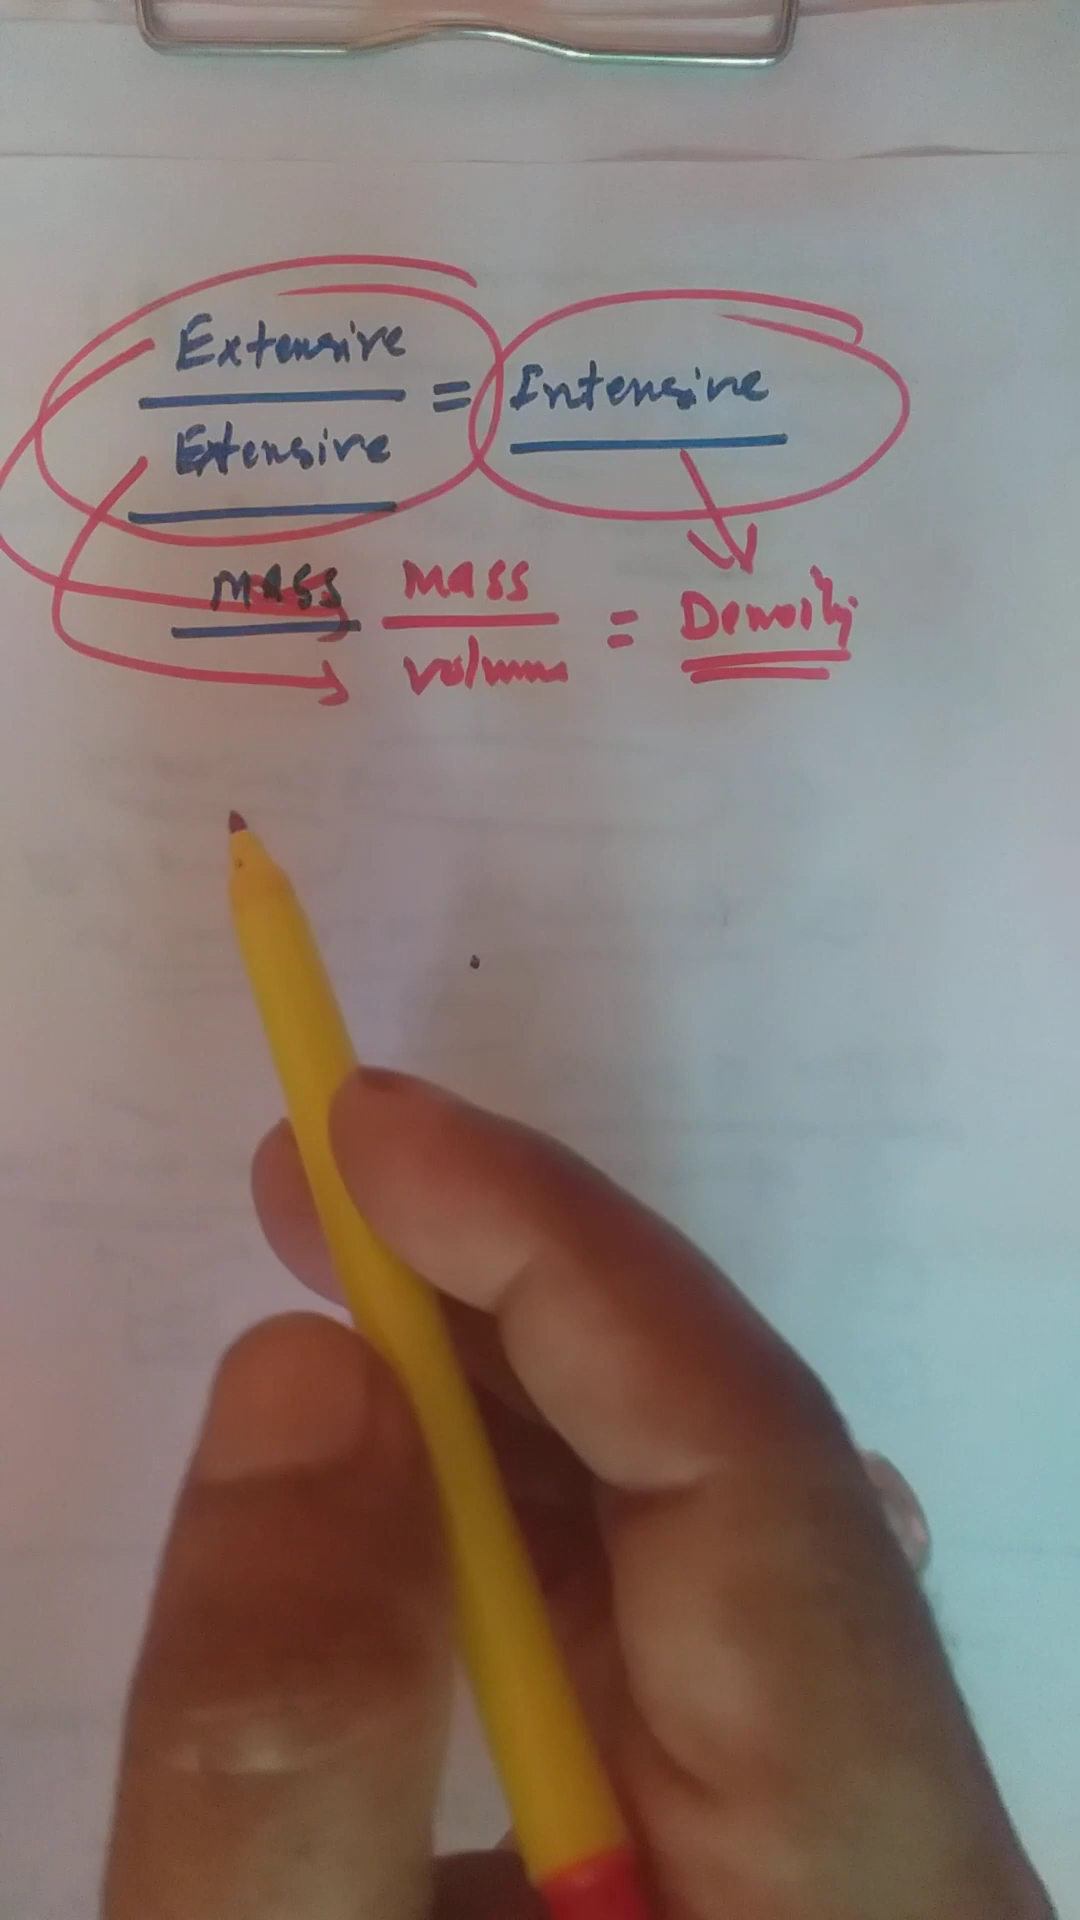 Extensive
Extensive
= Intensive
mass mass
volume
= Density